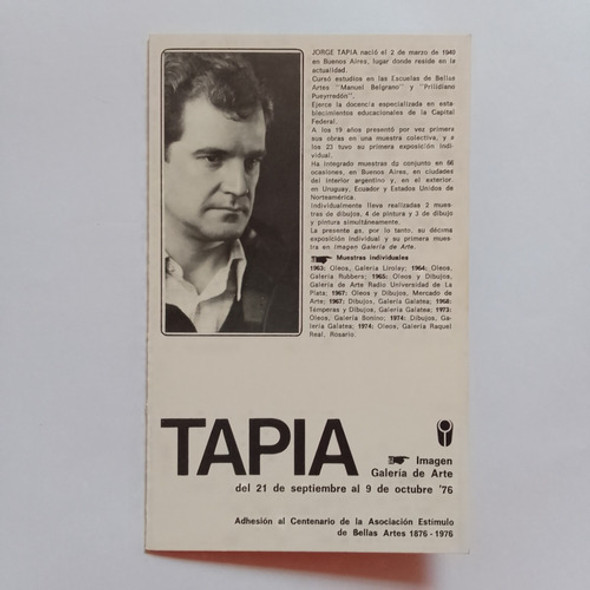 JORGE TAPIA nació el 2 de marzo de 1940
en Buenos Aires, lugar donde reside en la
actualidad.
Cursó estudios en las Escuelas de Bellas
Artes "Manuel Belgrano" y "Prilidiano
Pueyrredón".
Ejerce la docencia especializada en esta-
blecimientos educacionales de la Capital
Federal.
A los 19 años presentó por vez primera
sus obras en una muestra colectiva, y a
los 23 tuvo su primera exposición indi-
vidual.
Ha integrado muestras de conjunto en 66
ocasiones, en Buenos Aires, en ciudades
del interior argentino y, en el exterior,
en Uruguay, Ecuador y Estados Unidos de
Norteamérica.
Individualmente lleva realizadas 2 mues-
tras de dibujos, 4 de pintura y 3 de dibujo
y pintura simultáneamente.
La presente es, por lo tanto, su décima
exposición individual y su primera mues-
tra en Imagen Galería de Arte.
Muestras individuales
1963: Oleos, Galería Lirolay; 1964: Oleos,
Galería Rubbers; 1965: Oleos y Dibujos,
Galería de Arte Radio Universidad de La
Plata; 1967: Oleos y Dibujos, Mercado de
Arte; 1967: Dibujos, Galería Galatea; 1968:
Témperas y Dibujos, Galería Galatea; 1973:
Oleos, Galería Bonino; 1974: Dibujos, Ga-
lería Galatea; 1974: Oleos, Galería Raquel
Real, Rosario.
TAPIA
Imagen
Galería de Arte
del 21 de septiembre al 9 de octubre '76
Adhesión al Centenario de la Asociación Estímulo
de Bellas Artes 1876 - 1976